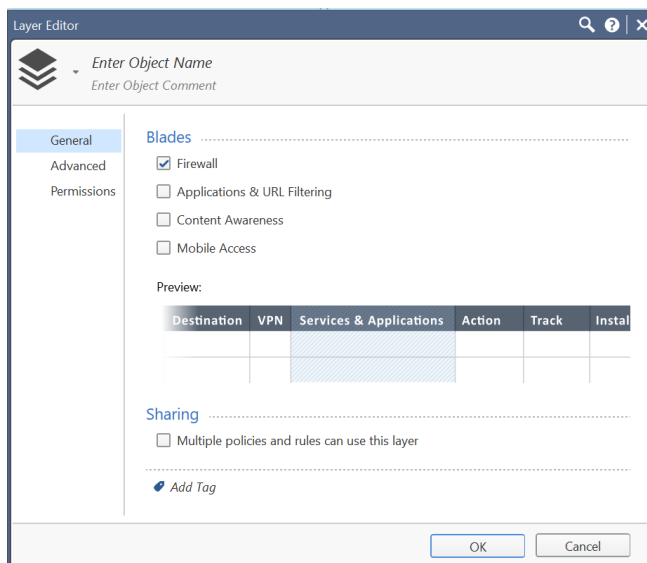 Layer Editor
Enter Object Name
Enter Object Comment
General
Advanced
Permissions
Blades
Firewall
Applications & URL Filtering
Content Awareness
Mobile Access
Preview:
Destination VPN Services & Applications Action Track Instal
Sharing
Multiple policies and rules can use this layer
Add Tag
OK Cancel